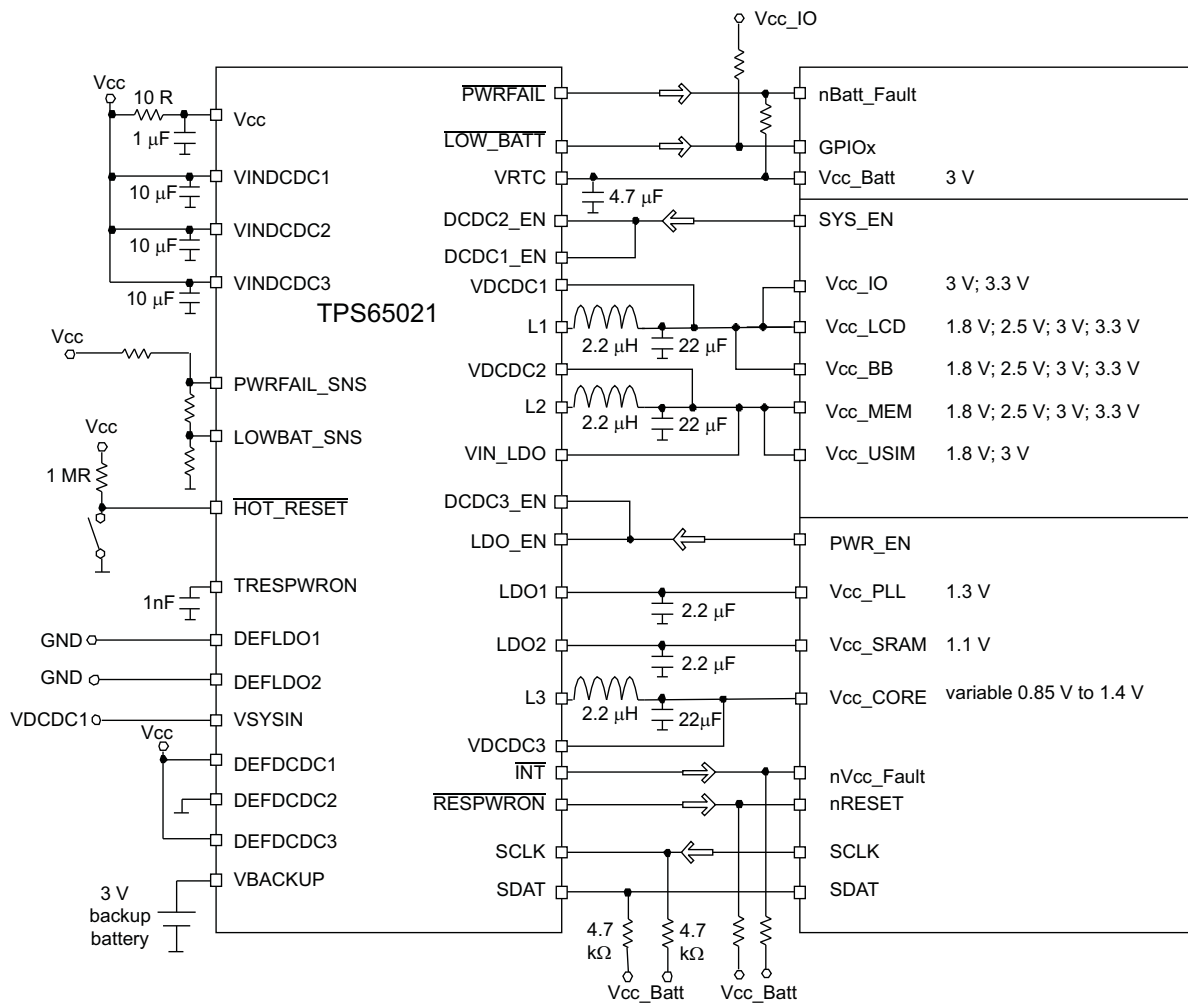 Vcc_IO
Vcc
10 R
Vcc
1 µF
10 µF
VINDCDC1
10 µF
VINDCDC2
10 µF
VINDCDC3
TPS65021
Vcc
PWRFAIL_SNS
LOWBAT_SNS
Vcc
1 MR
HOT_RESET
TRESPWRON
1nF
GND
DEFLDO1
GND
DEFLDO2
VDCDC1
VSYSIN
Vcc
DEFDCDC1
DEFDCDC2
DEFDCDC3
VBACKUP
3 V
backup
battery
PWRFAIL
LOW_BATT
VRTC
4.7 µF
DCDC2_EN
DCDC1_EN
VDCDC1
L1
2.2 µH
22 µF
VDCDC2
L2
2.2 µH
22 µF
VIN_LDO
DCDC3_EN
LDO_EN
LDO1
2.2 µF
LDO2
2.2 µF
L3
2.2 µH
22µF
VDCDC3
INT
RESPWRON
SCLK
SDAT
4.7
kΩ
4.7
kΩ
Vcc_Batt
Vcc_Batt
nBatt_Fault
GPIOx
Vcc_Batt 3 V
SYS_EN
Vcc_IO 3 V; 3.3 V
Vcc_LCD 1.8 V; 2.5 V; 3 V; 3.3 V
Vcc_BB 1.8 V; 2.5 V; 3 V; 3.3 V
Vcc_MEM 1.8 V; 2.5 V; 3 V; 3.3 V
Vcc_USIM 1.8 V; 3 V
PWR_EN
Vcc_PLL 1.3 V
Vcc_SRAM 1.1 V
Vcc_CORE variable 0.85 V to 1.4 V
nVcc_Fault
nRESET
SCLK
SDAT